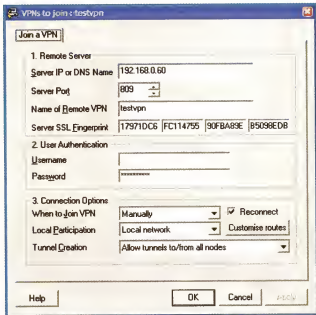 VPNs to join : testvpn
Join a VPN
1. Remote Server
Server IP or DNS Name 192.168.0.60
Server Port 809
Name of Remote VPN testvpn
Server SSL Fingerprint 17971DC6 FC114755 90FBA89E B5098EDB
2. User Authentication
Username
Password **********
3. Connection Options
When to Join VPN Manually Reconnect
Local Participation Local network Customise routes
Tunnel Creation Allow tunnels to/from all nodes
Help OK Cancel Apply